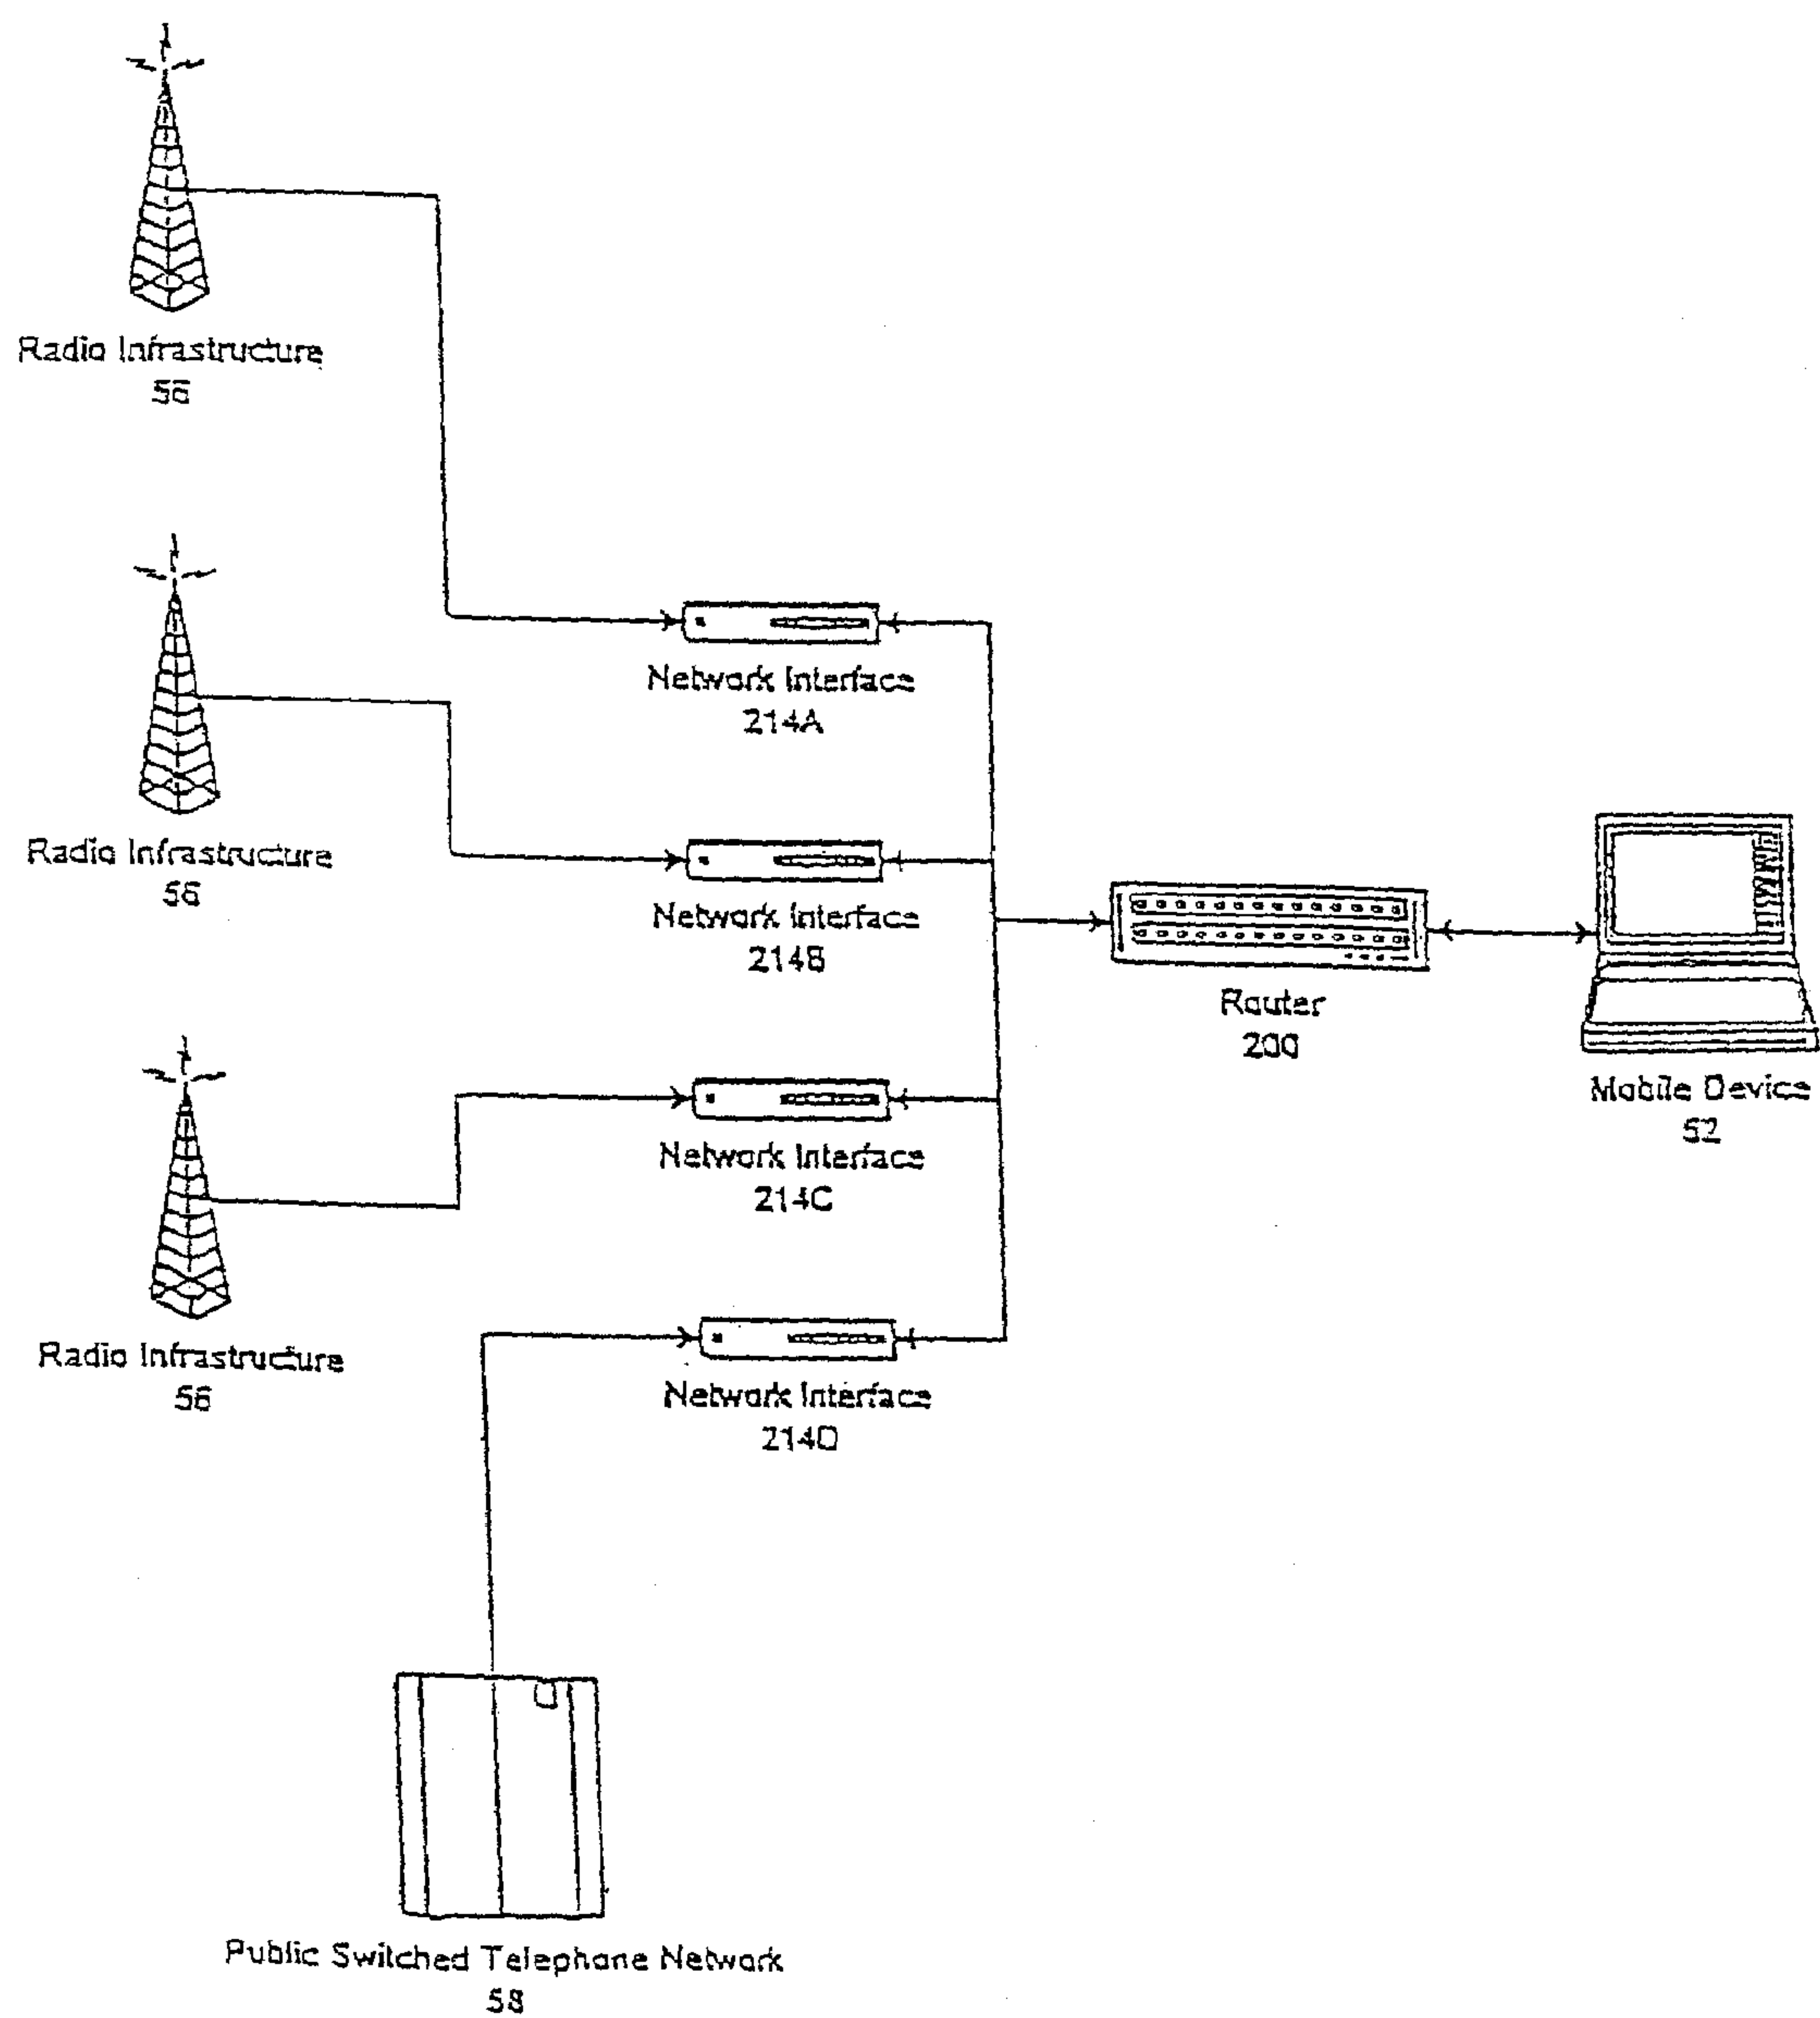 Radio Infrastructure
56
Radio Infrastructure
56
Network Interface
214A
Network Interface
214B
Router
200
Mobile Device
52
Network Interface
214C
Radio Infrastructure
56
Network Interface
214D
Public Switched Telephone Network
58